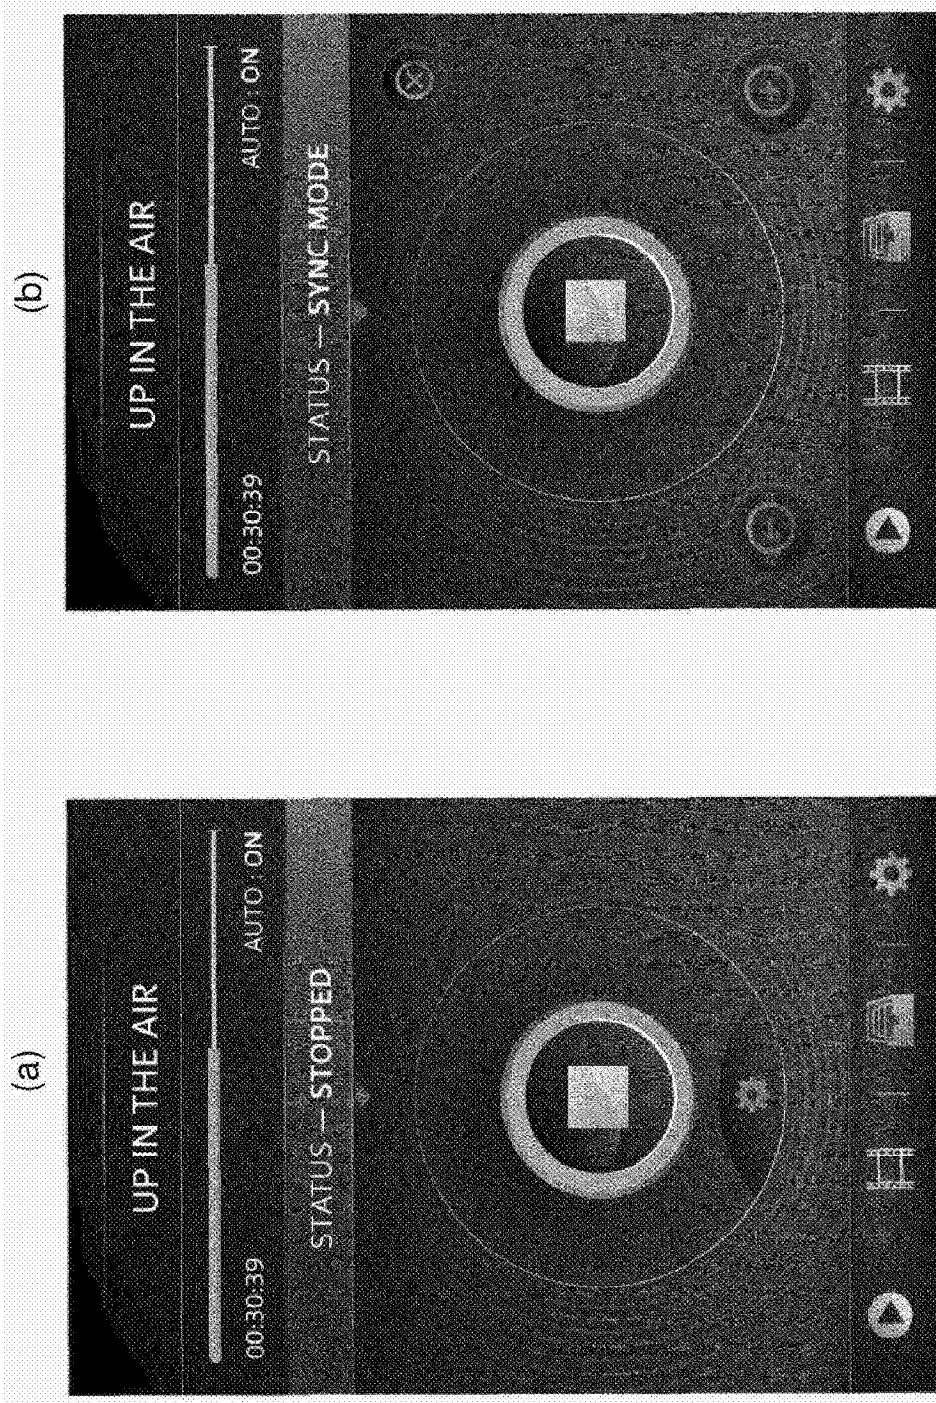 (a)
UP IN THE AIR
00:30:39 AUTO : ON
STATUS — STOPPED
(b)
UP IN THE AIR
00:30:39 AUTO : ON
STATUS — SYNC MODE